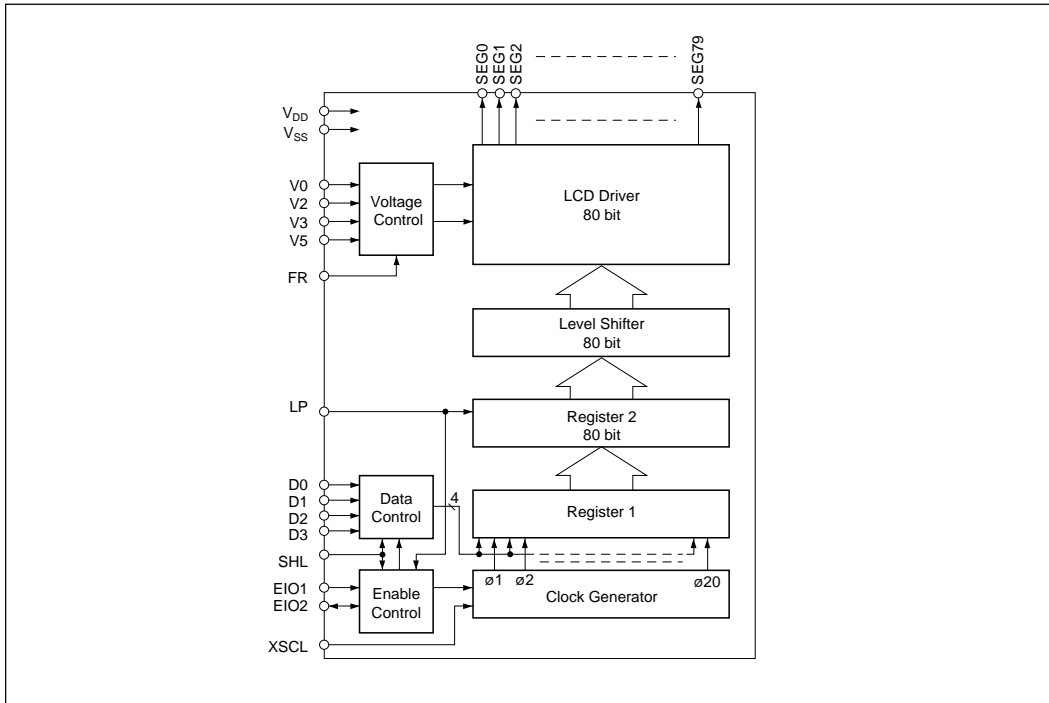 SEG0
SEG1
SEG2
SEG79
VDD
VSS
V0
V2
V3
V5
FR
Voltage
Control
LCD Driver
80 bit
Level Shifter
80 bit
LP
Register 2
80 bit
D0
D1
D2
D3
Data
Control
4
Register 1
SHL
EIO1
EIO2
Enable
Control
ø1
ø2
ø20
Clock Generator
XSCL